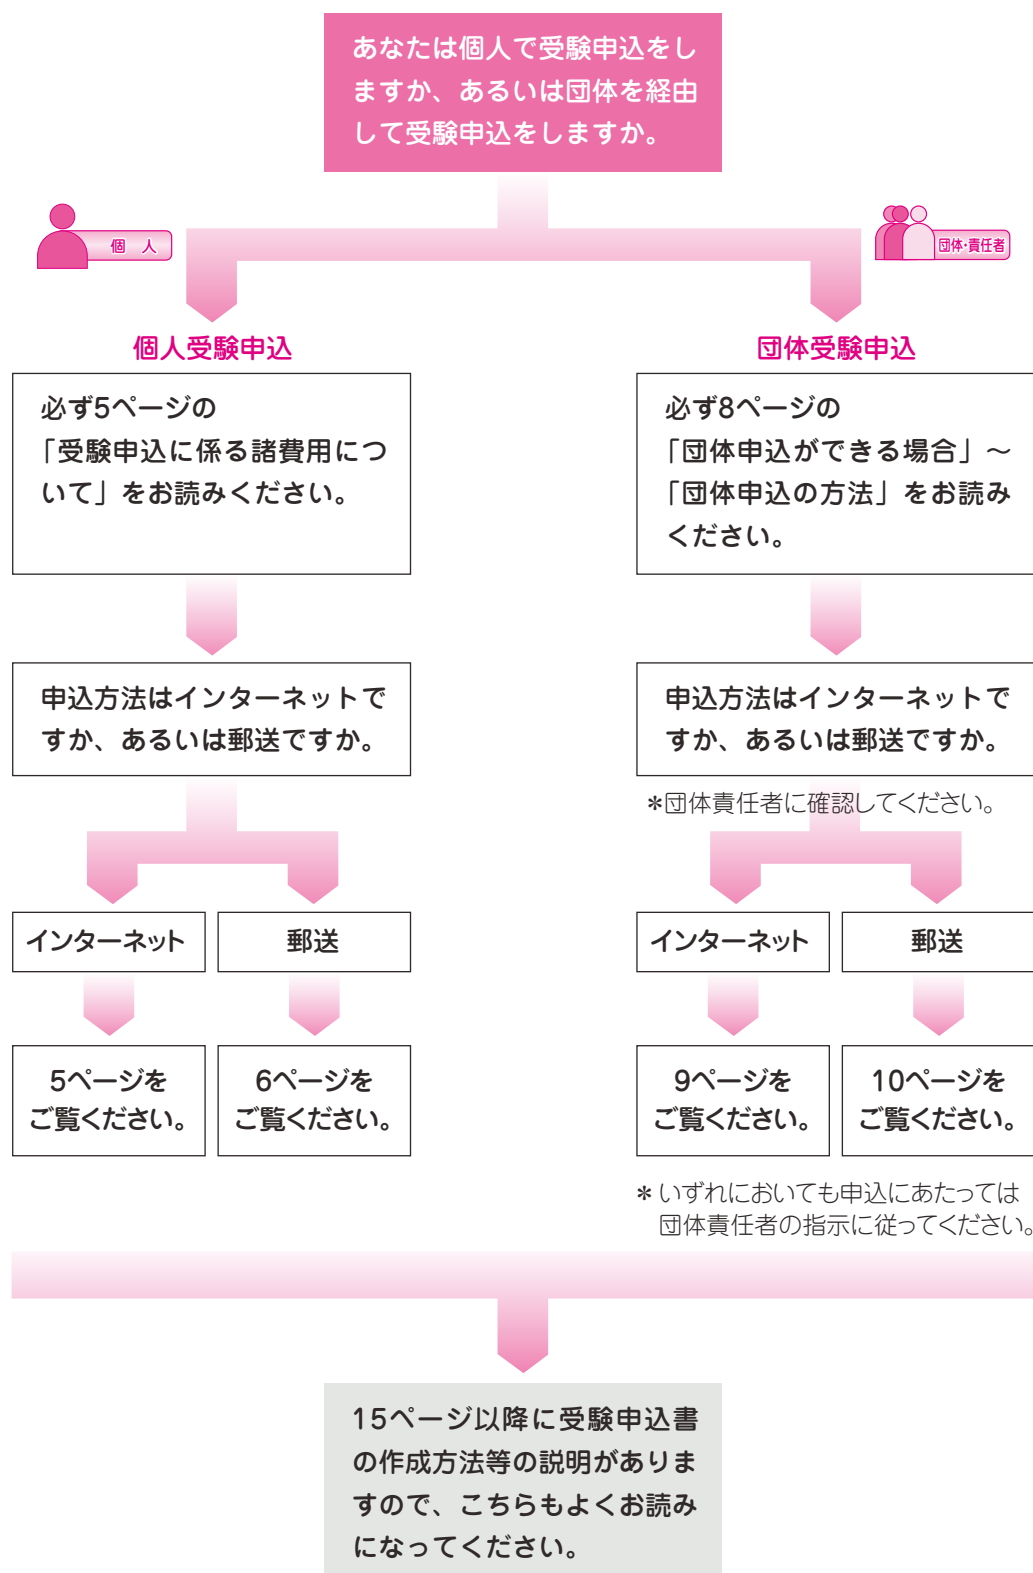 あなたは個人で受験申込をし
ますか、あるいは団体を経由
して受験申込をしますか。
個 人
団体・責任者
個人受験申込
必ず5ページの
「受験申込に係る諸費用につ
いて」をお読みください。
申込方法はインターネットで
すか、あるいは郵送ですか。
インターネット
郵送
5ページを
ご覧ください。
6ページを
ご覧ください。
団体受験申込
必ず8ページの
「団体申込ができる場合」～
「団体申込の方法」をお読み
ください。
申込方法はインターネットで
すか、あるいは郵送ですか。
＊団体責任者に確認してください。
インターネット
郵送
9ページを
ご覧ください。
10ページを
ご覧ください。
＊いずれにおいても申込にあたっては
団体責任者の指示に従ってください。
15ページ以降に受験申込書
の作成方法等の説明がありま
すので、こちらもよくお読み
になってください。